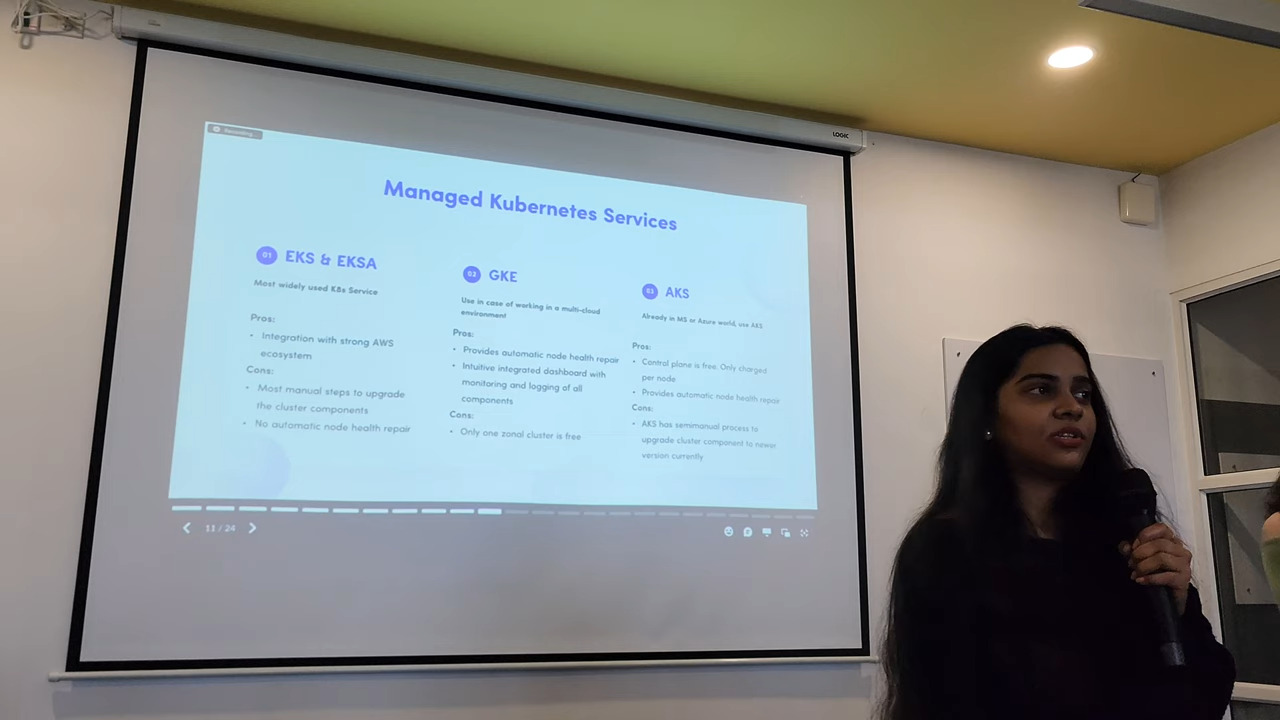 LOGIC
Recording...
Managed Kubernetes Services
01 EKS & EKSA
Most widely used K8s Service
Pros:
• Integration with strong AWS
ecosystem
Cons:
• Most manual steps to upgrade
the cluster components
• No automatic node health repair
02 GKE
Use in case of working in a multi-cloud
environment
Pros:
• Provides automatic node health repair
• Intuitive integrated dashboard with
monitoring and logging of all
components
Cons:
• Only one zonal cluster is free
03 AKS
Already in MS or Azure world, use AKS
Pros:
• Control plane is free. Only charged
per node
• Provides automatic node health repair
Cons:
• AKS has semimanual process to
upgrade cluster component to newer
version currently
11 / 24